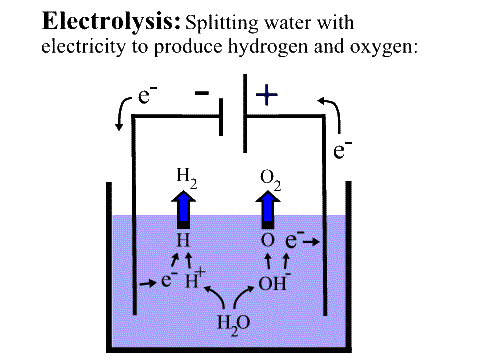 Electrolysis: Splitting water with
electricity to produce hydrogen and oxygen:
e⁻ - +
e⁻
H₂ O₂
H O e⁻
e⁻ H⁺ OH⁻
H₂O